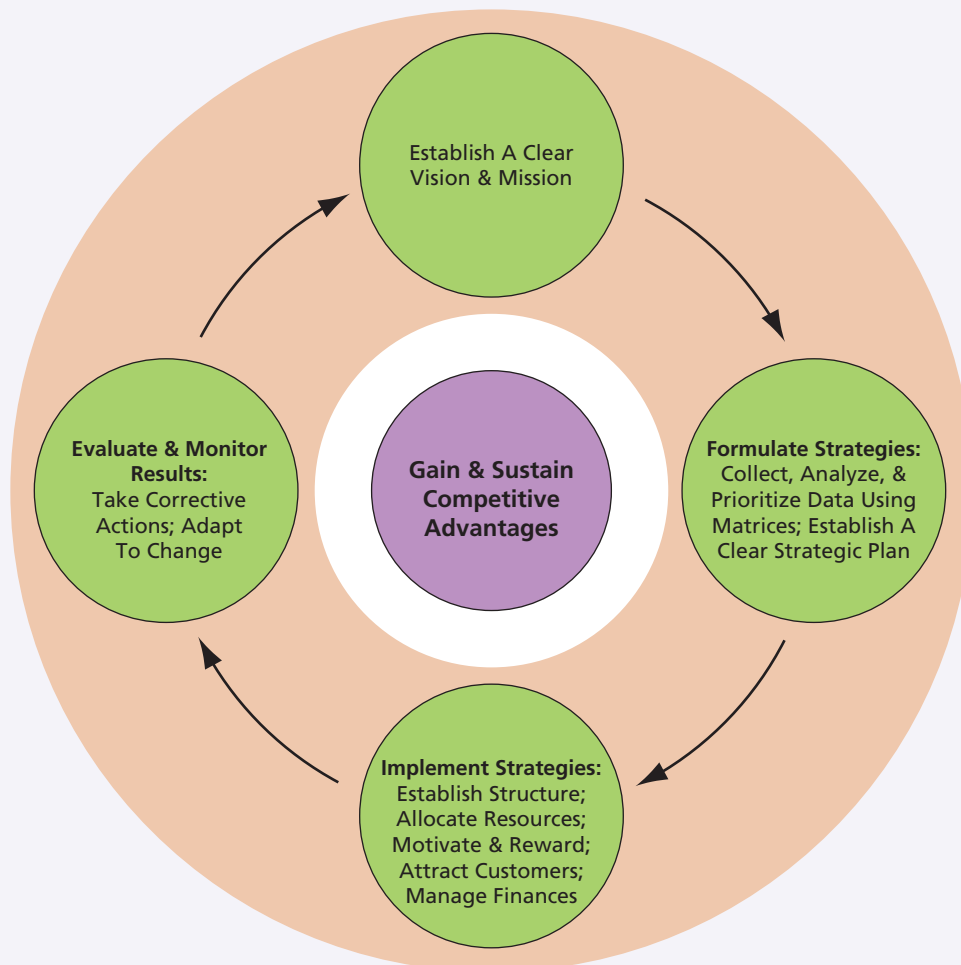 Establish A Clear
Vision & Mission
Formulate Strategies:
Collect, Analyze, &
Prioritize Data Using
Matrices; Establish A
Clear Strategic Plan
Implement Strategies:
Establish Structure;
Allocate Resources;
Motivate & Reward;
Attract Customers;
Manage Finances
Evaluate & Monitor
Results:
Take Corrective
Actions; Adapt
To Change
Gain & Sustain
Competitive
Advantages